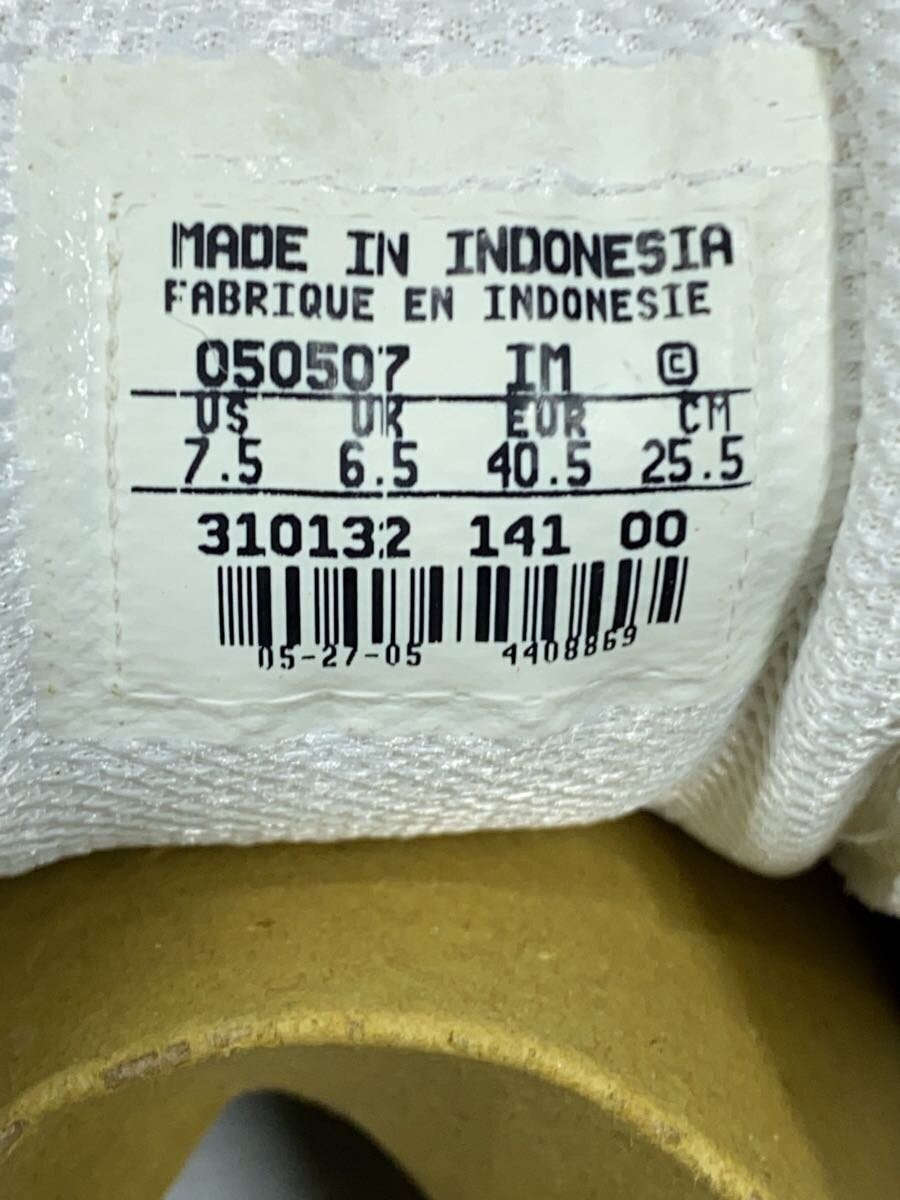 MADE IN INDONESIA
FABRIQUE EN INDONESIE
050507 IM ©
US UK EUR CM
7.5 6.5 40.5 25.5
310132 141 00
05-27-05 4408869